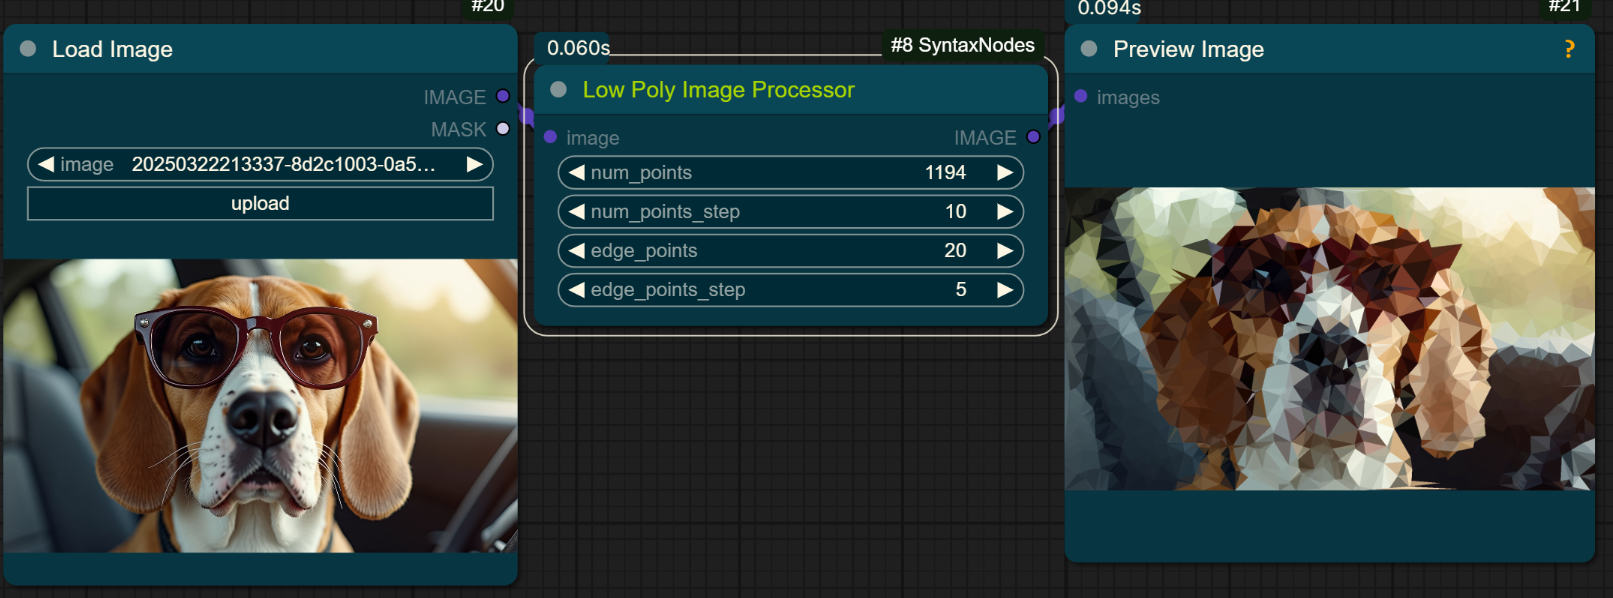 #20
Load Image
IMAGE
MASK
image 20250322213337-8d2c1003-0a5...
upload
0.060s
#8 SyntaxNodes
Low Poly Image Processor
image IMAGE
num_points 1194
num_points_step 10
edge_points 20
edge_points_step 5
0.094s
#21
Preview Image ?
images